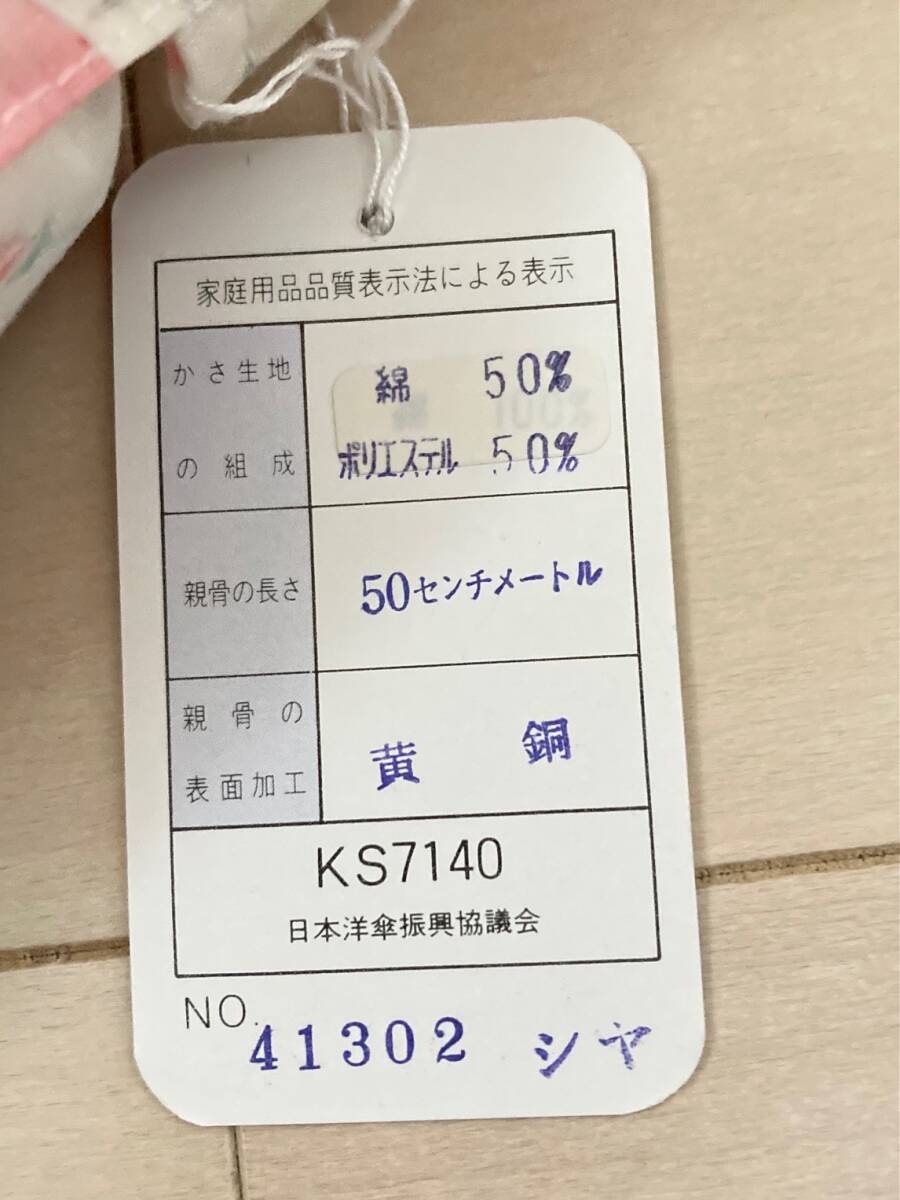 家庭用品品質表示法による表示
かさ生地
の組成
綿 50%
100%
ポリエステル 50%
親骨の長さ
50センチメートル
親骨の
表面加工
黄銅
KS7140
日本洋傘振興協議会
NO.
41302 シヤ